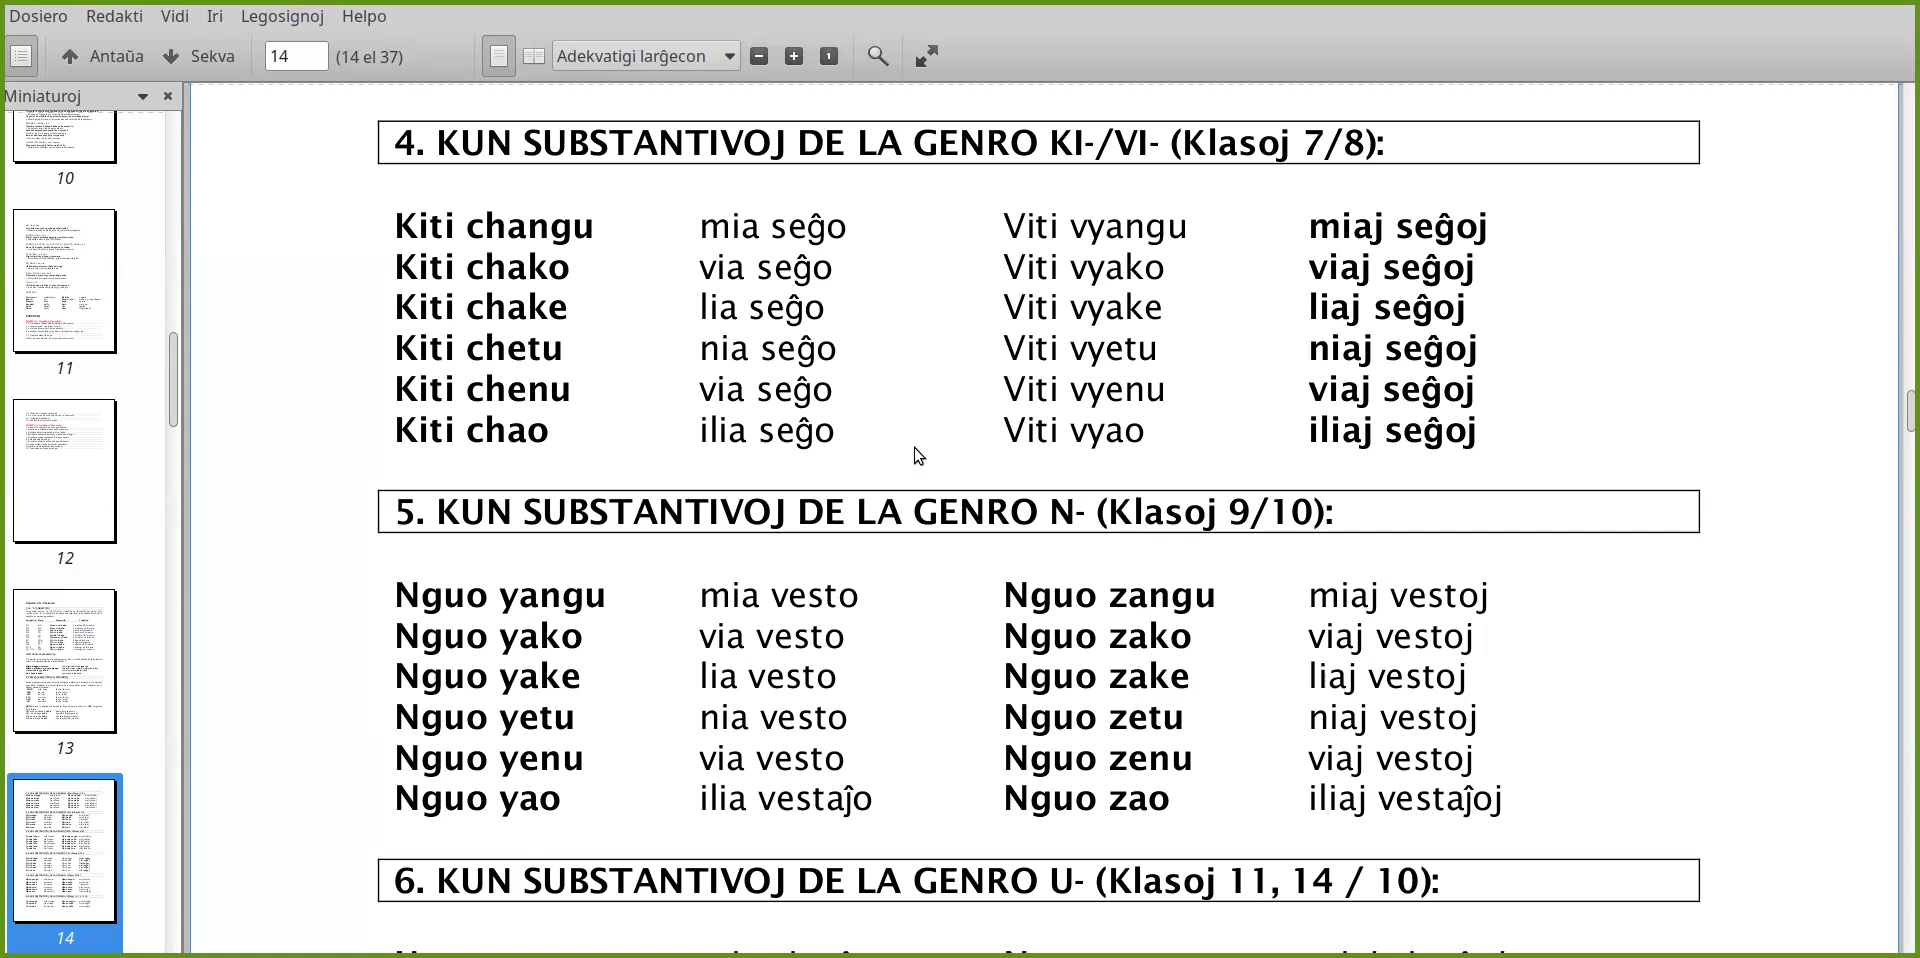 Dosiero Redakti Vidi Iri Legosignoj Helpo
Antaŭa Sekva 14 (14 el 37) Adekvatigi larĝecon 1
Miniaturoj
10
11
12
13
14
4. KUN SUBSTANTIVOJ DE LA GENRO KI-/VI- (Klasoj 7/8):
Kiti changu mia seĝo Viti vyangu miaj seĝoj
Kiti chako via seĝo Viti vyako viaj seĝoj
Kiti chake lia seĝo Viti vyake liaj seĝoj
Kiti chetu nia seĝo Viti vyetu niaj seĝoj
Kiti chenu via seĝo Viti vyenu viaj seĝoj
Kiti chao ilia seĝo Viti vyao iliaj seĝoj
5. KUN SUBSTANTIVOJ DE LA GENRO N- (Klasoj 9/10):
Nguo yangu mia vesto Nguo zangu miaj vestoj
Nguo yako via vesto Nguo zako viaj vestoj
Nguo yake lia vesto Nguo zake liaj vestoj
Nguo yetu nia vesto Nguo zetu niaj vestoj
Nguo yenu via vesto Nguo zenu viaj vestoj
Nguo yao ilia vestaĵo Nguo zao iliaj vestaĵoj
6. KUN SUBSTANTIVOJ DE LA GENRO U- (Klasoj 11, 14 / 10):